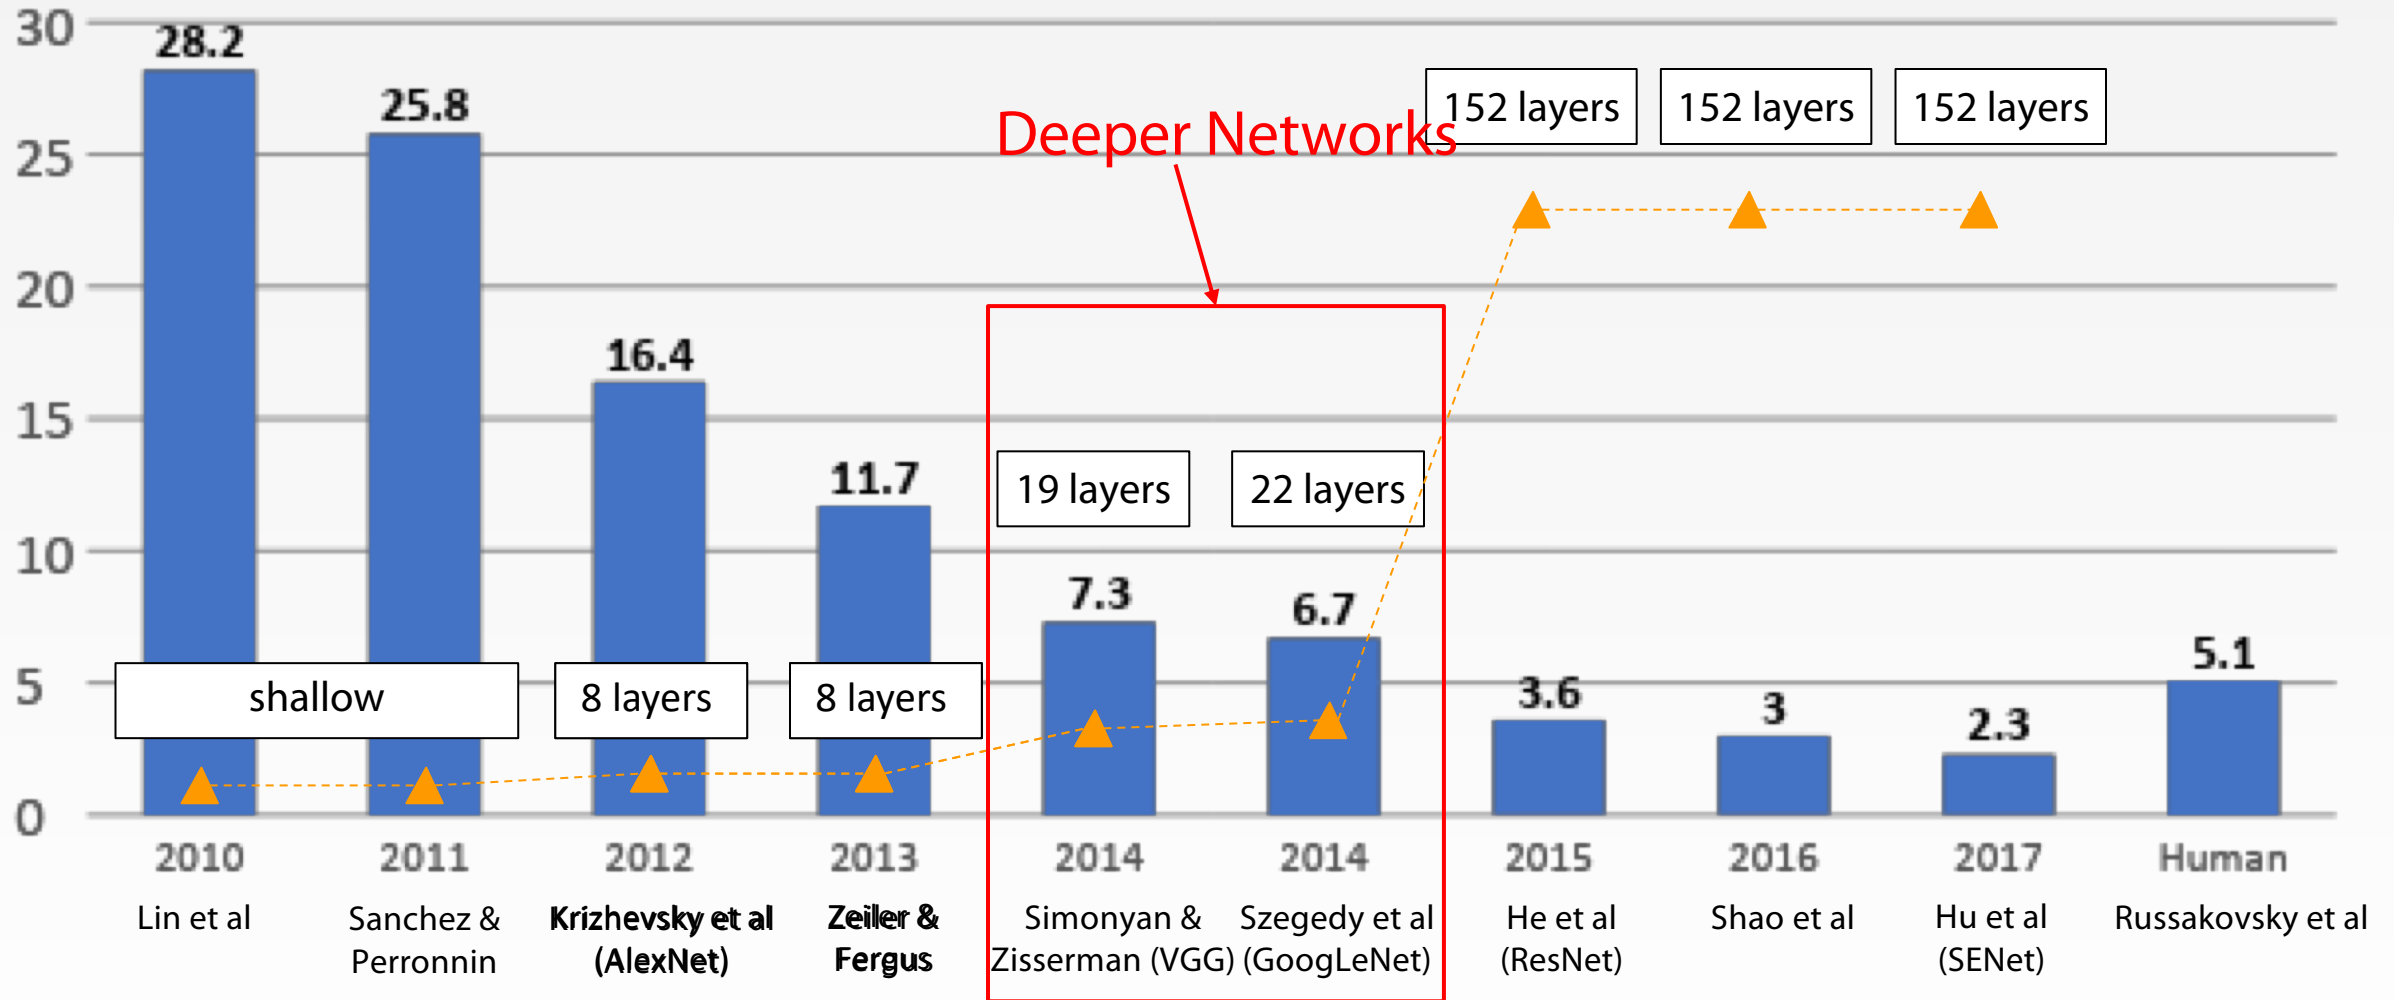 30
25
20
15
10
5
0
28.2
25.8
16.4
11.7
7.3
6.7
3.6
3
2.3
5.1
Deeper Networks
152 layers
152 layers
152 layers
19 layers
22 layers
shallow
8 layers
8 layers
2010
2011
2012
2013
2014
2014
2015
2016
2017
Human
Lin et al
Sanchez &
Perronnin
Krizhevsky et al
(AlexNet)
Zeiler &
Fergus
Simonyan &
Zisserman (VGG)
Szegedy et al
(GoogLeNet)
He et al
(ResNet)
Shao et al
Hu et al
(SENet)
Russakovsky et al